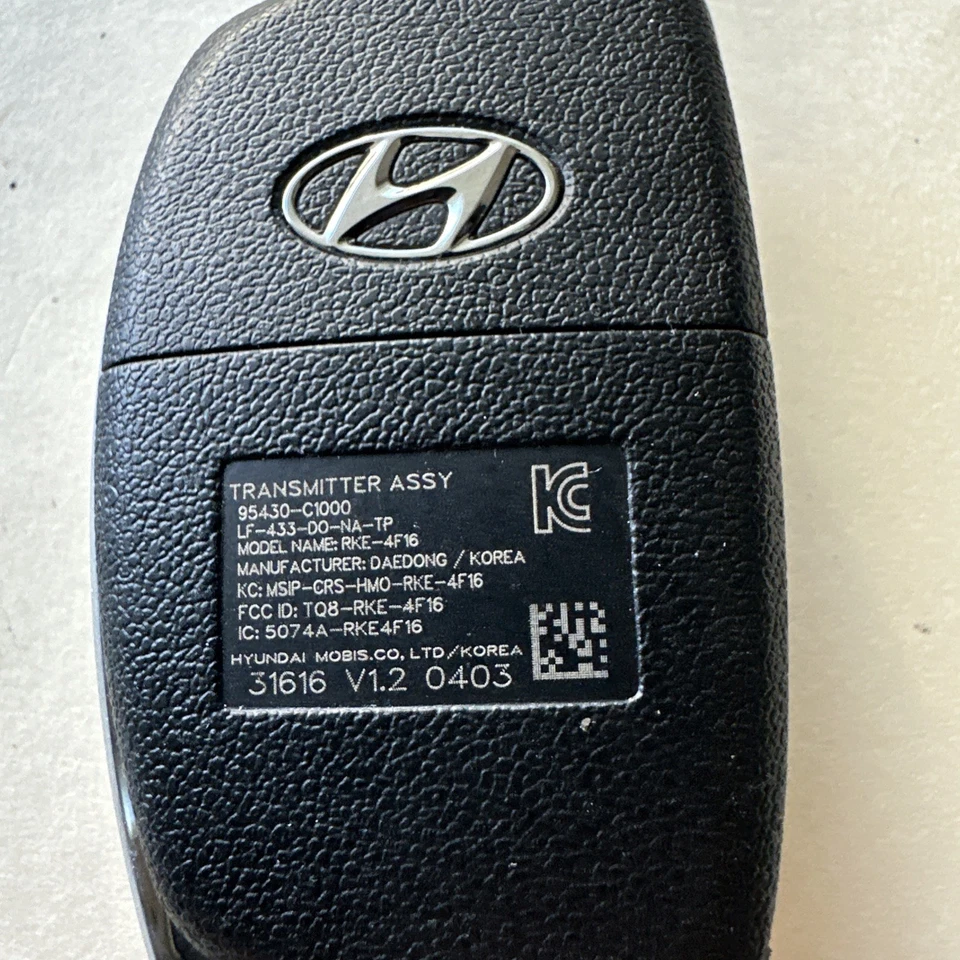 TRANSMITTER ASSY
95430-C1000
LF-433-DO-NA-TP
MODEL NAME: RKE-4F16
MANUFACTURER: DAEDONG / KOREA
KC: MSIP-CRS-HMO-RKE-4F16
FCC ID: TQ8-RKE-4F16
IC: 5074A-RKE4F16
HYUNDAI MOBIS.CO, LTD/KOREA
31616 V1.2 0403
KC